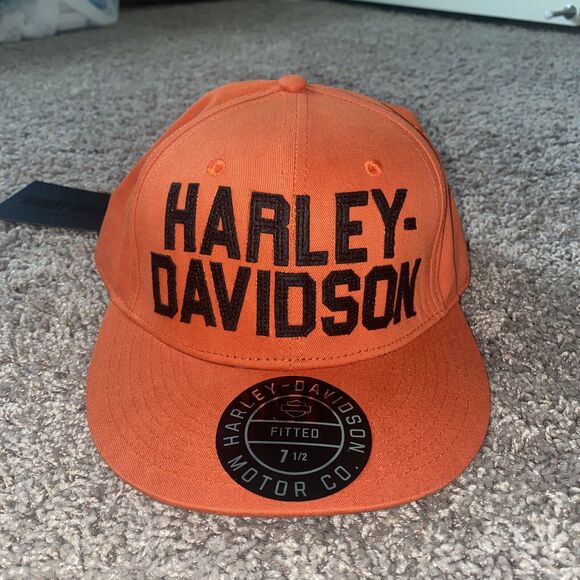 HARLEY-
DAVIDSON
HARLEY-DAVIDSON
FITTED
7 1/2
MOTOR CO.